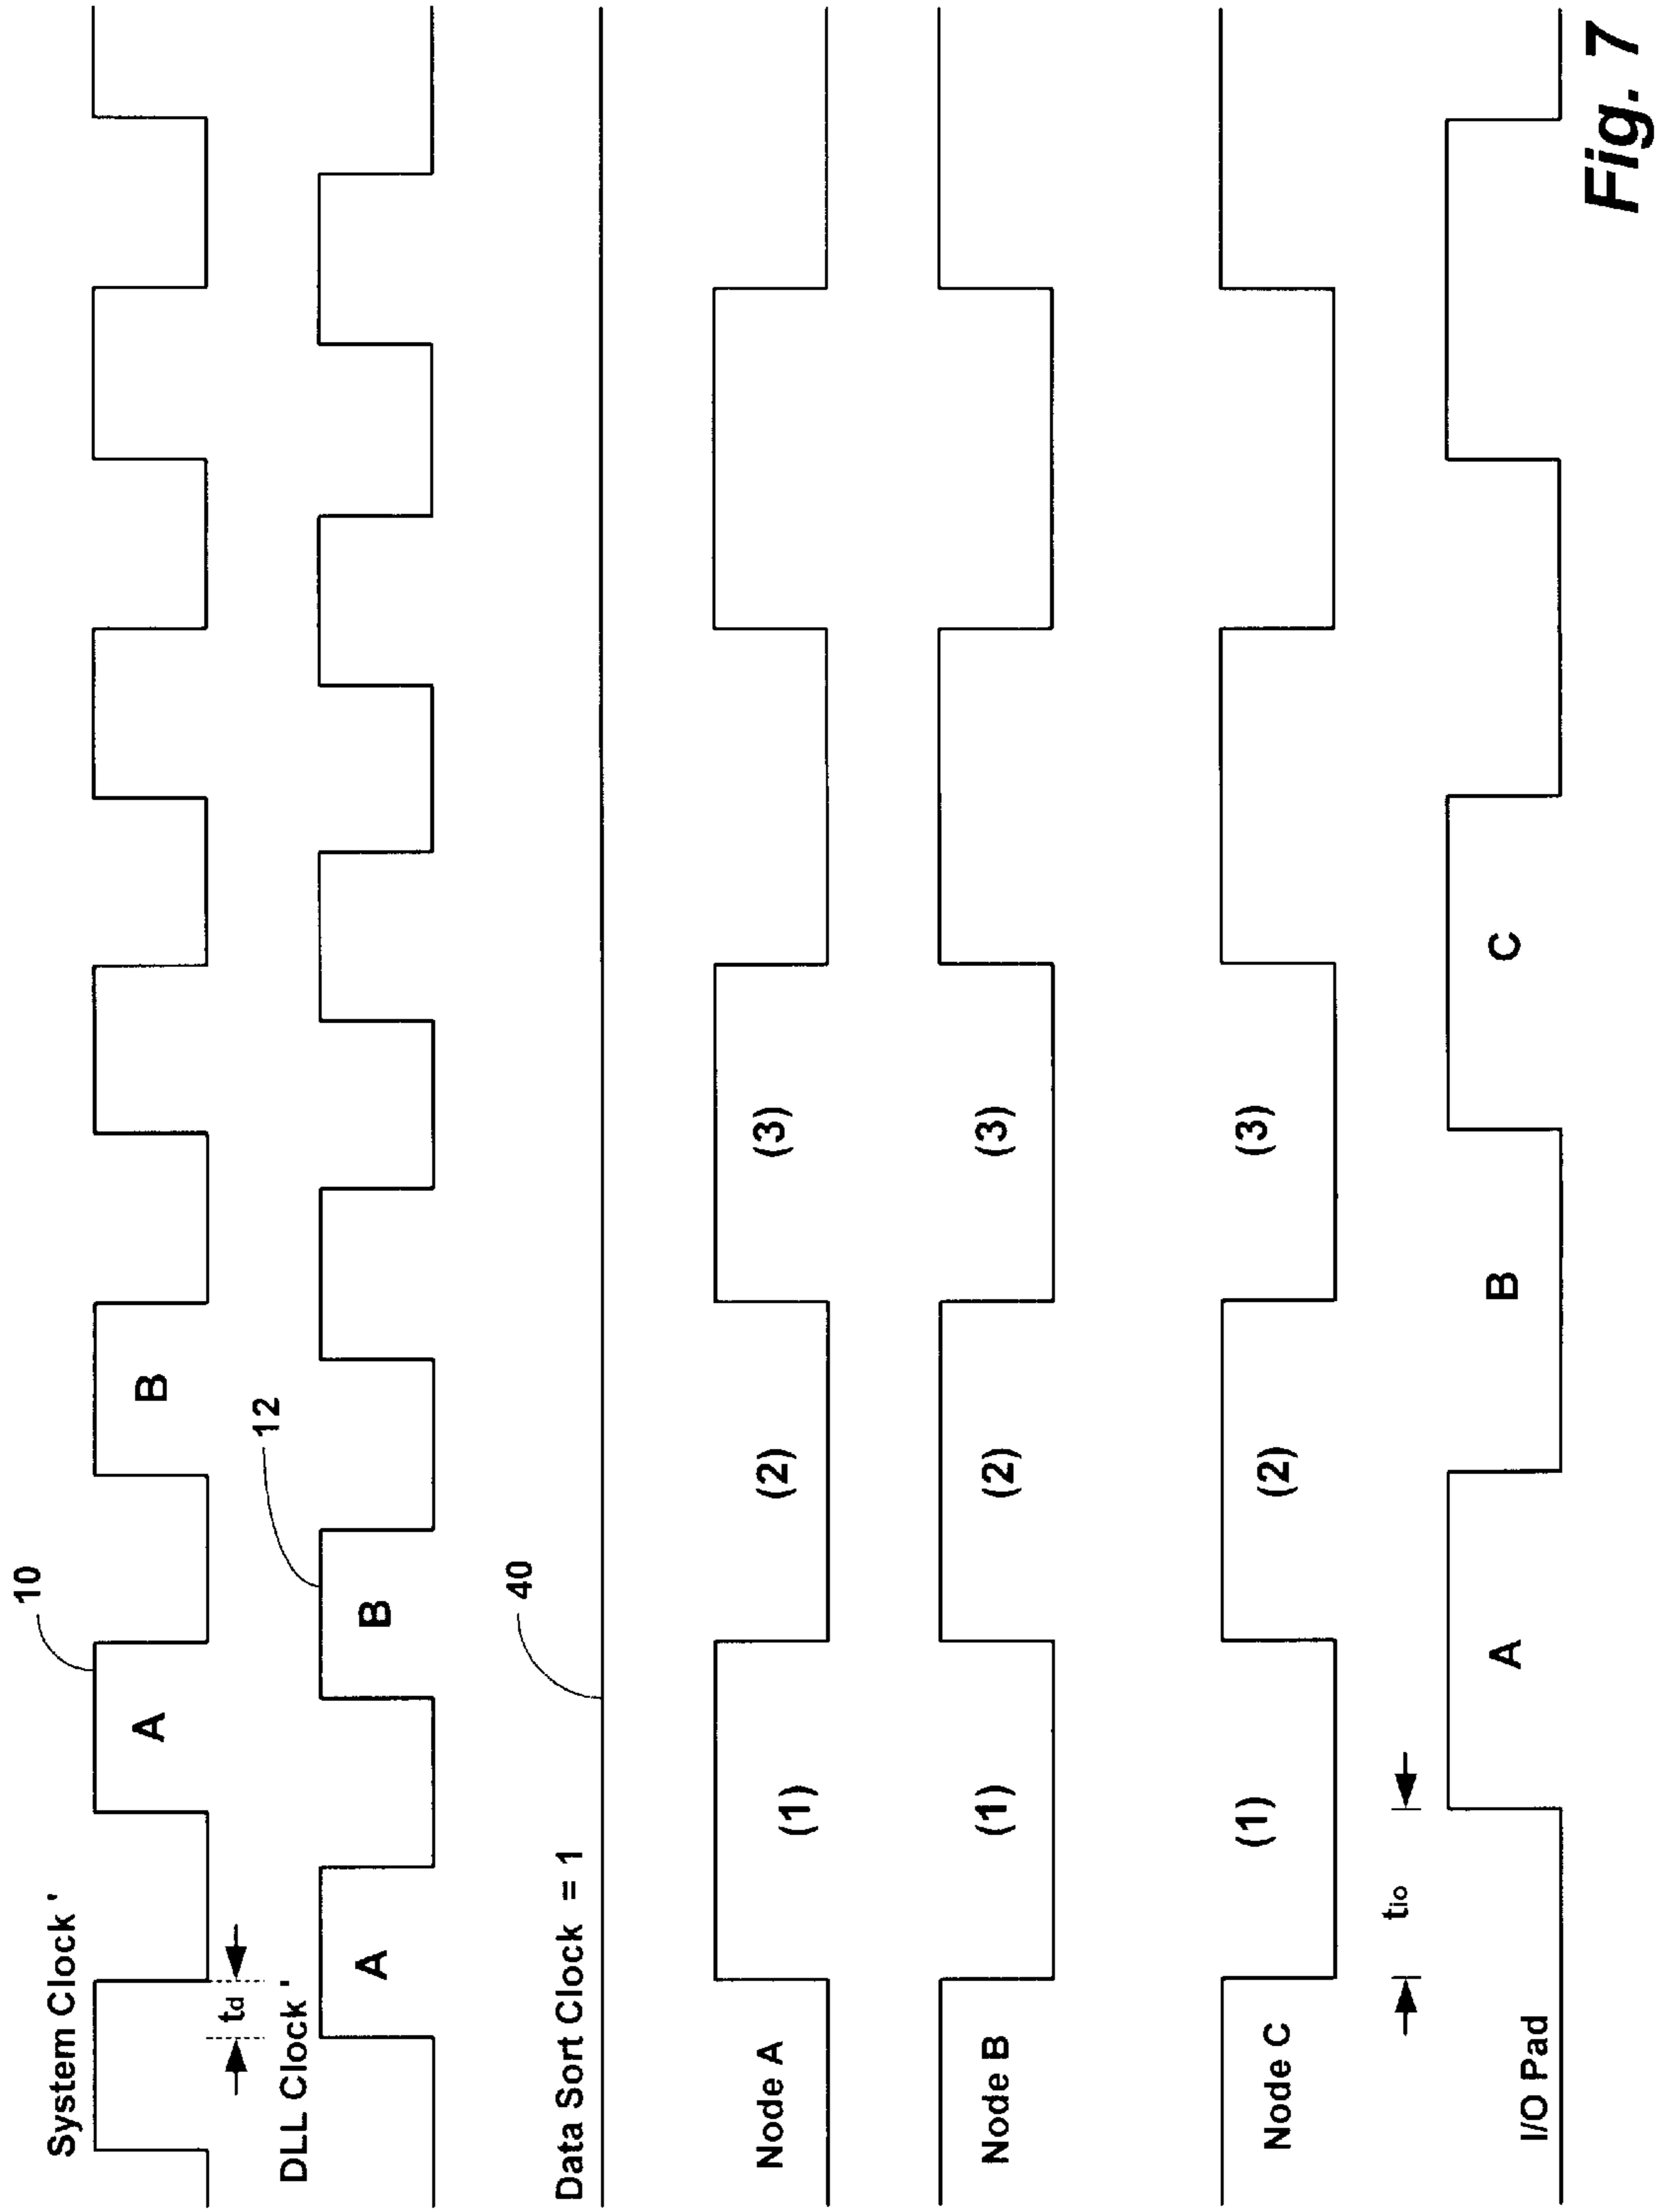 10
System Clock '
A
B
td
12
DLL Clock '
A
B
40
Data Sort Clock = 1
Node A
(1)
(2)
(3)
Node B
(1)
(2)
(3)
Node C
(1)
(2)
(3)
tio
I/O Pad
A
B
C
Fig. 7